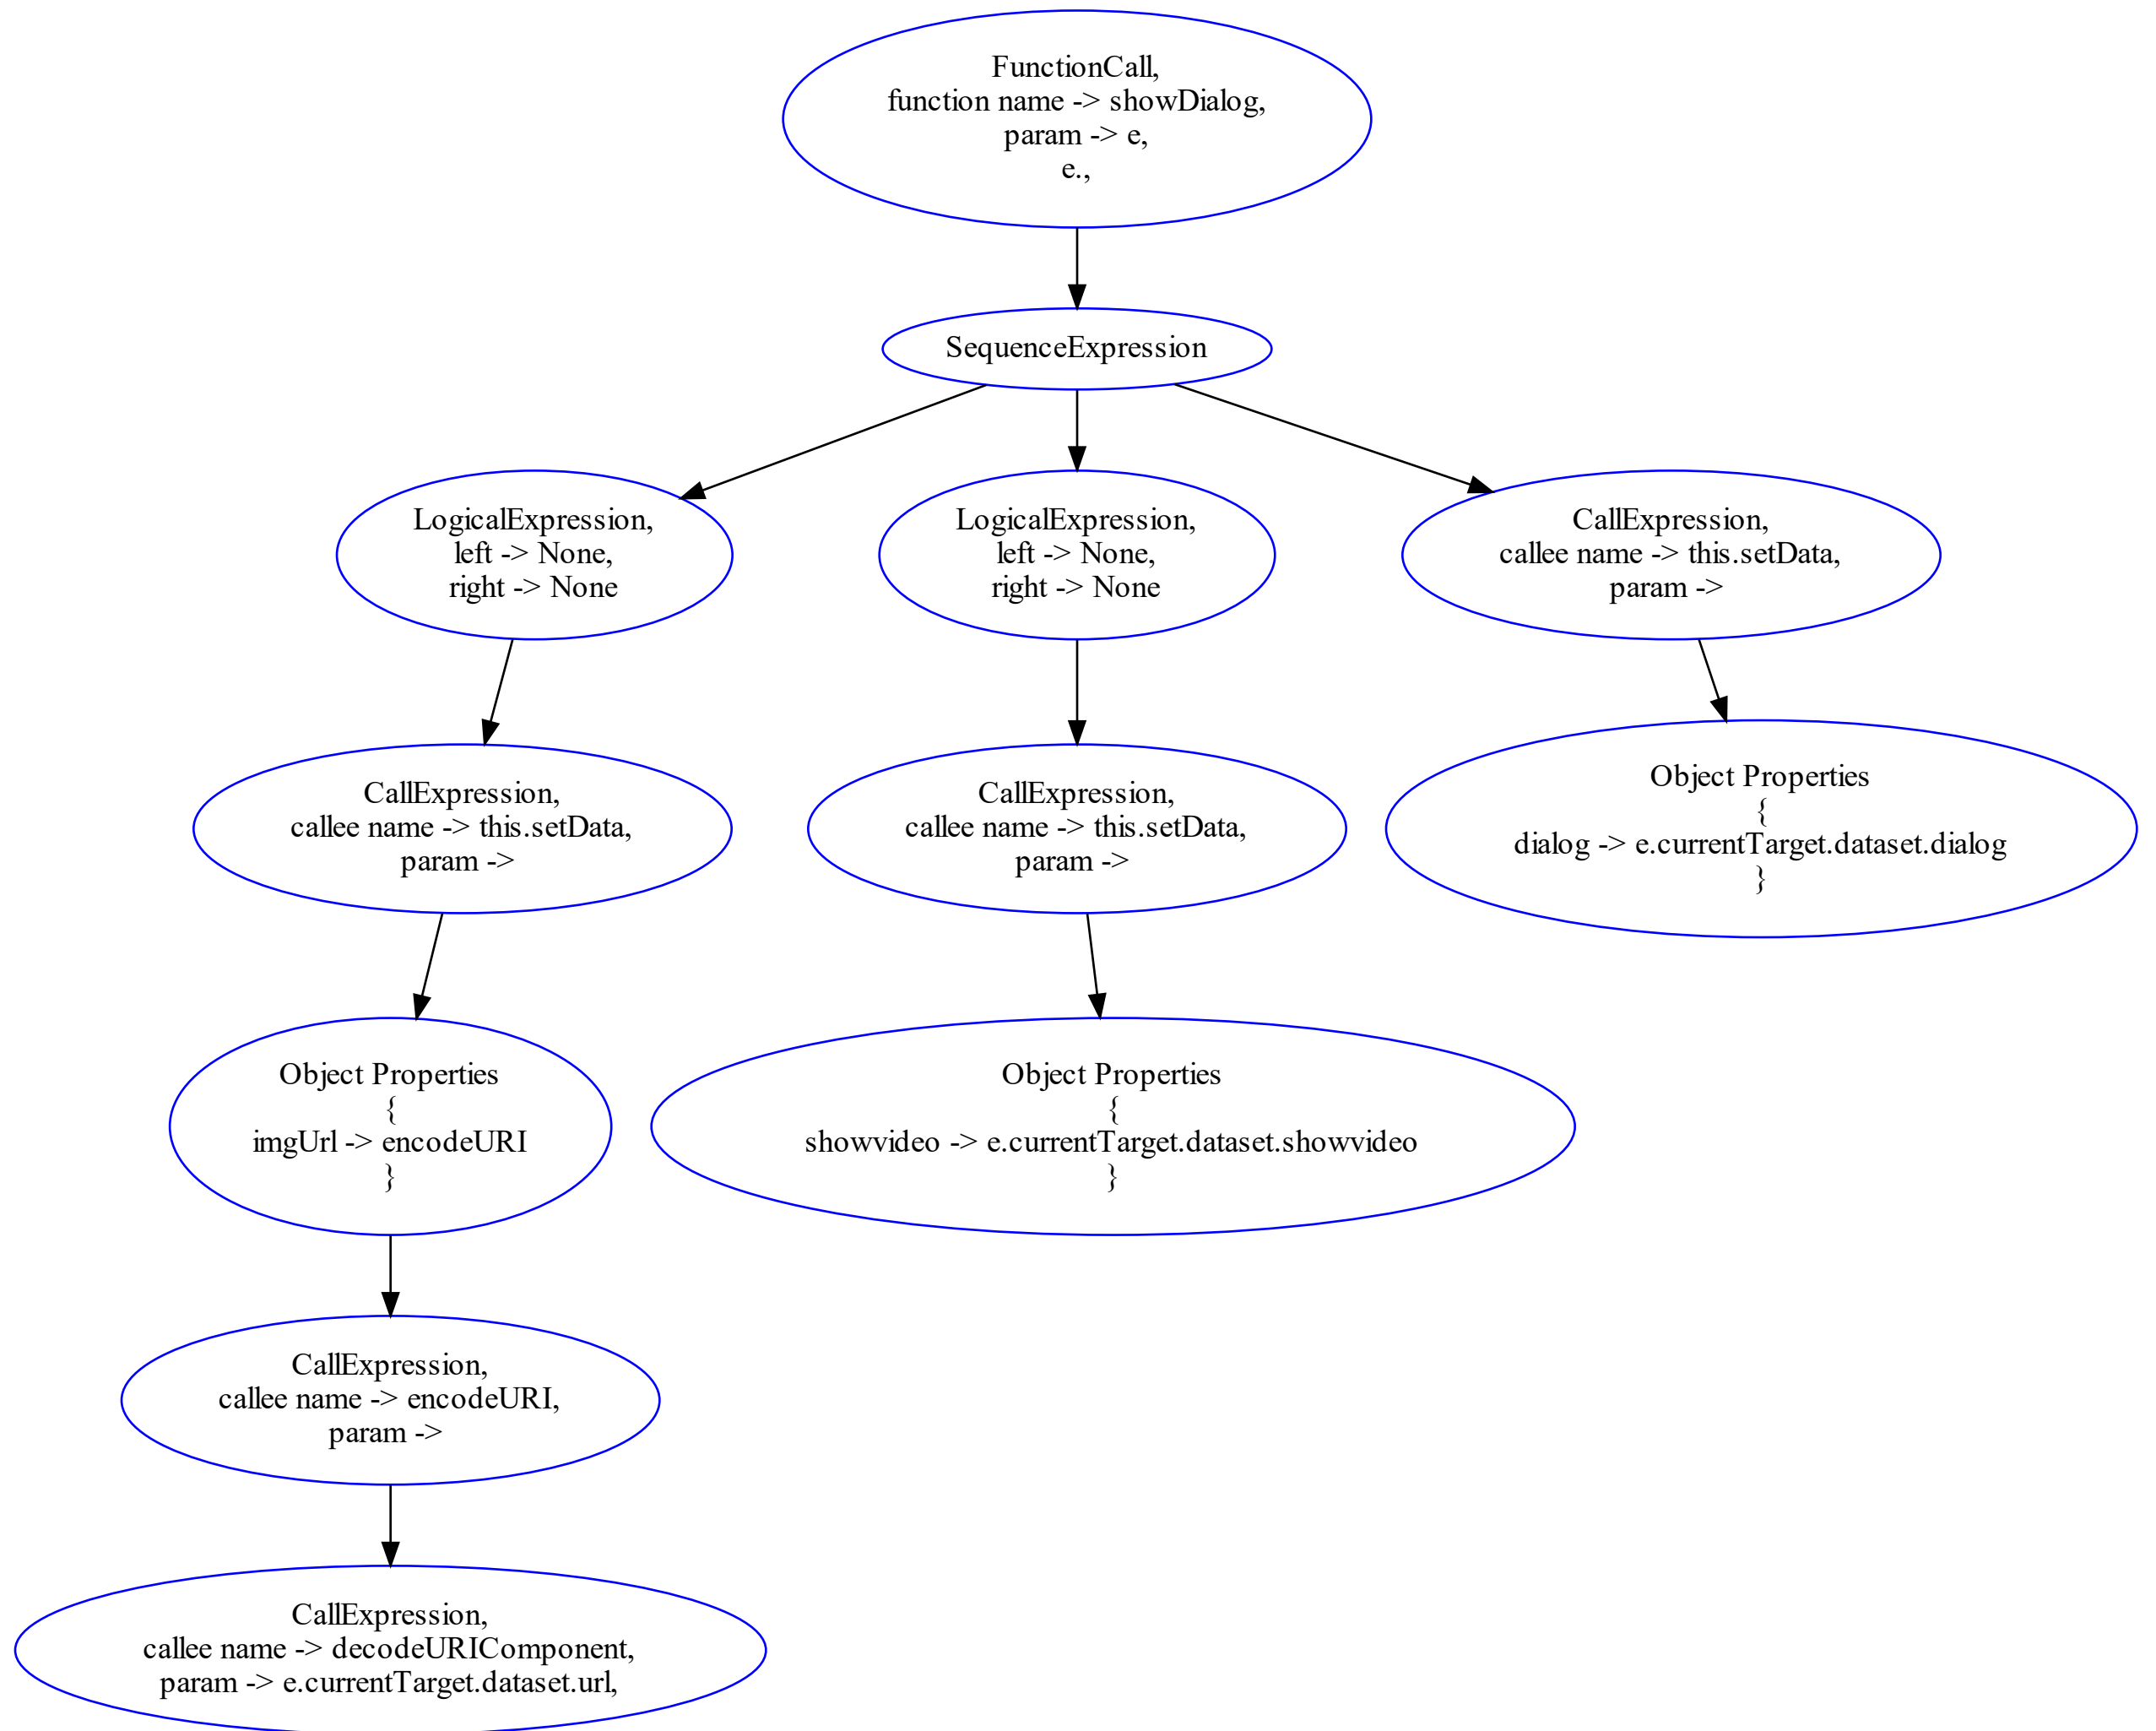 FunctionCall,
function name -> showDialog,
param -> e,
e.,
SequenceExpression
LogicalExpression,
left -> None,
right -> None
LogicalExpression,
left -> None,
right -> None
CallExpression,
callee name -> this.setData,
param ->
CallExpression,
callee name -> this.setData,
param ->
CallExpression,
callee name -> this.setData,
param ->
Object Properties
{
dialog -> e.currentTarget.dataset.dialog
}
Object Properties
{
imgUrl -> encodeURI
}
Object Properties
{
showvideo -> e.currentTarget.dataset.showvideo
}
CallExpression,
callee name -> encodeURI,
param ->
CallExpression,
callee name -> decodeURIComponent,
param -> e.currentTarget.dataset.url,